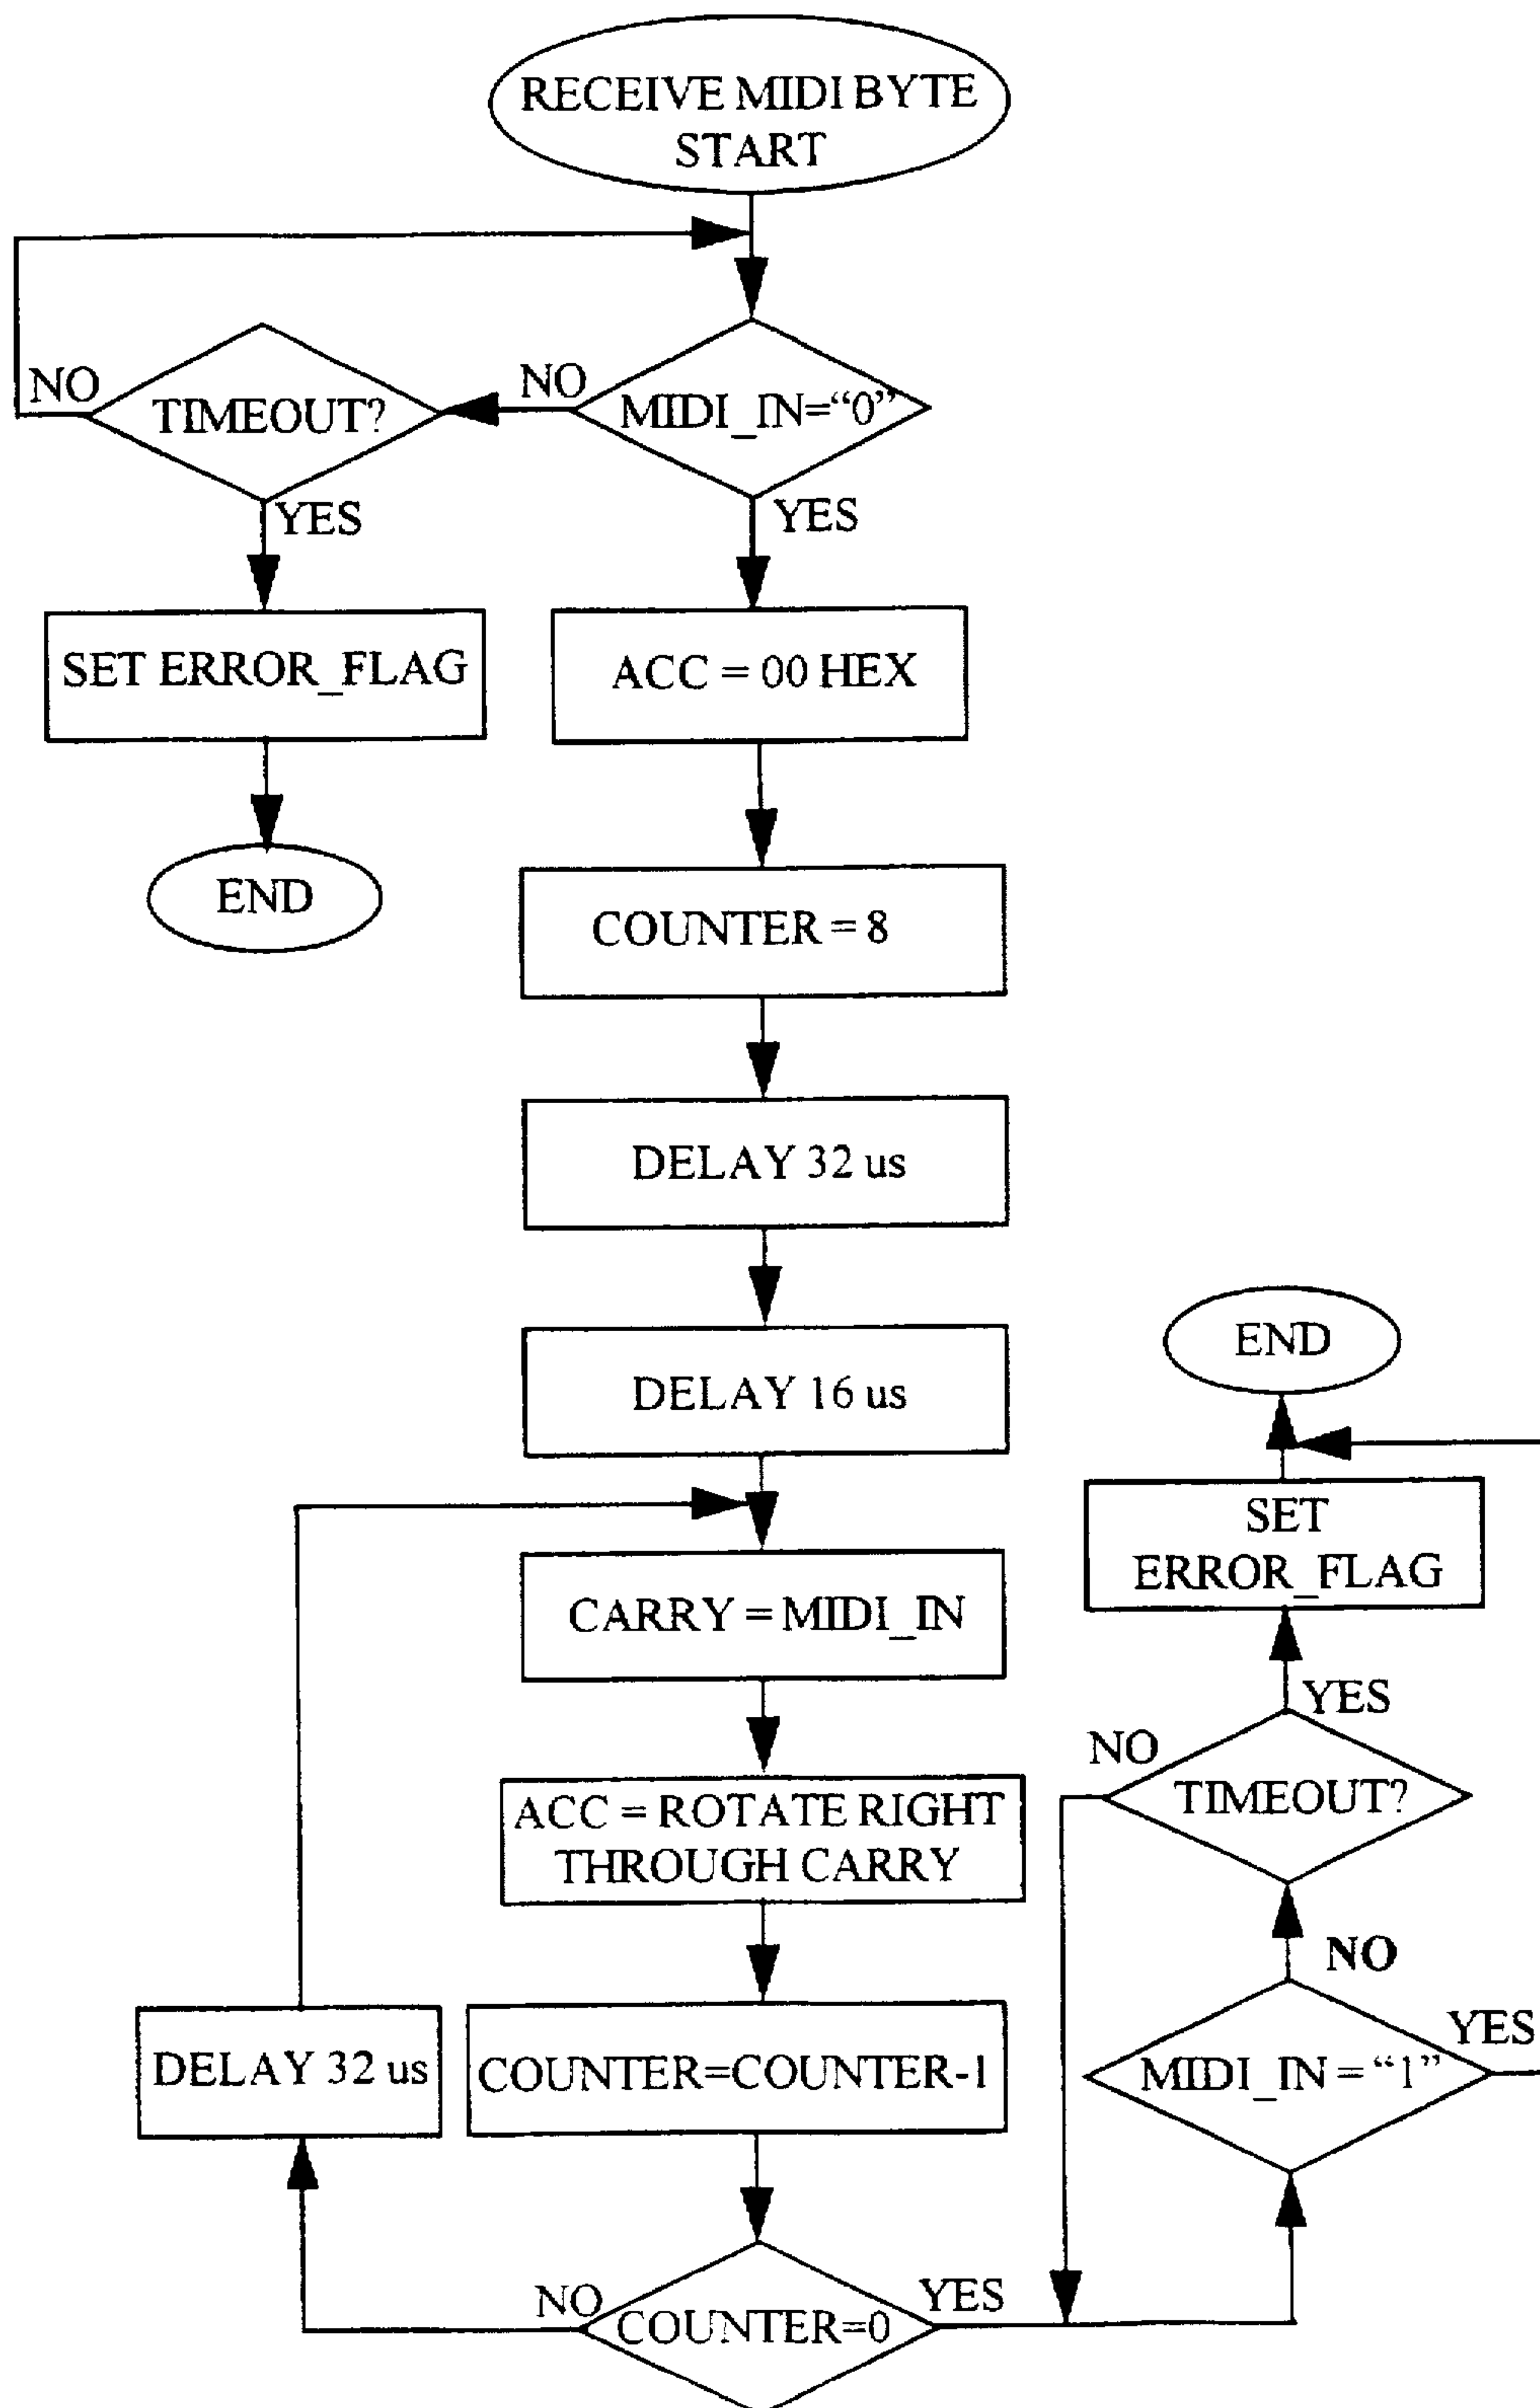 RECEIVE MIDI BYTE
START
NO
TIMEOUT?
NO
MIDI_IN=“0”
YES
YES
SET ERROR_FLAG
ACC = 00 HEX
END
COUNTER = 8
DELAY 32 us
DELAY 16 us
END
SET
ERROR_FLAG
CARRY = MIDI_IN
YES
NO
TIMEOUT?
ACC = ROTATE RIGHT
THROUGH CARRY
NO
YES
DELAY 32 us
COUNTER=COUNTER-1
MIDI_IN = “1”
NO
YES
COUNTER=0